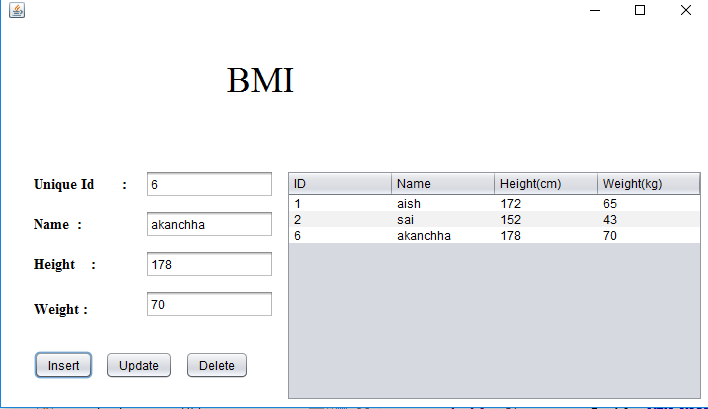 BMI
Unique Id :
6
Name :
akanchha
Height :
178
Weight :
70
Insert Update Delete
ID Name Height(cm) Weight(kg)
1 aish 172 65
2 sai 152 43
6 akanchha 178 70